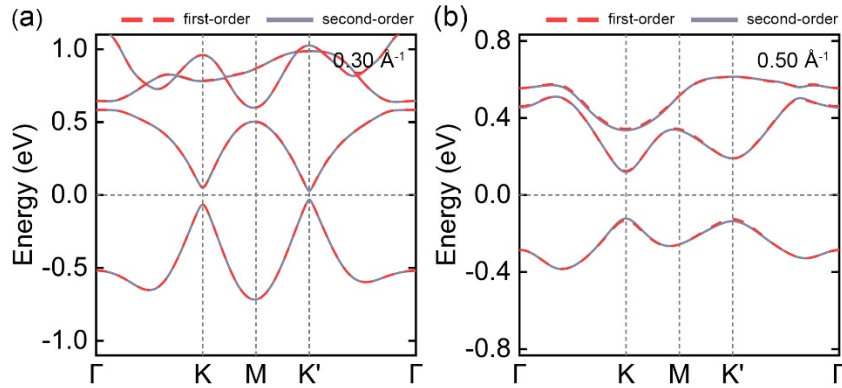 (a) first-order second-order
0.30 Å⁻¹
Energy (eV)
1.0
0.5
0.0
-0.5
-1.0
Γ K M K' Γ
(b) first-order second-order
0.50 Å⁻¹
Energy (eV)
0.8
0.4
0.0
-0.4
-0.8
Γ K M K' Γ